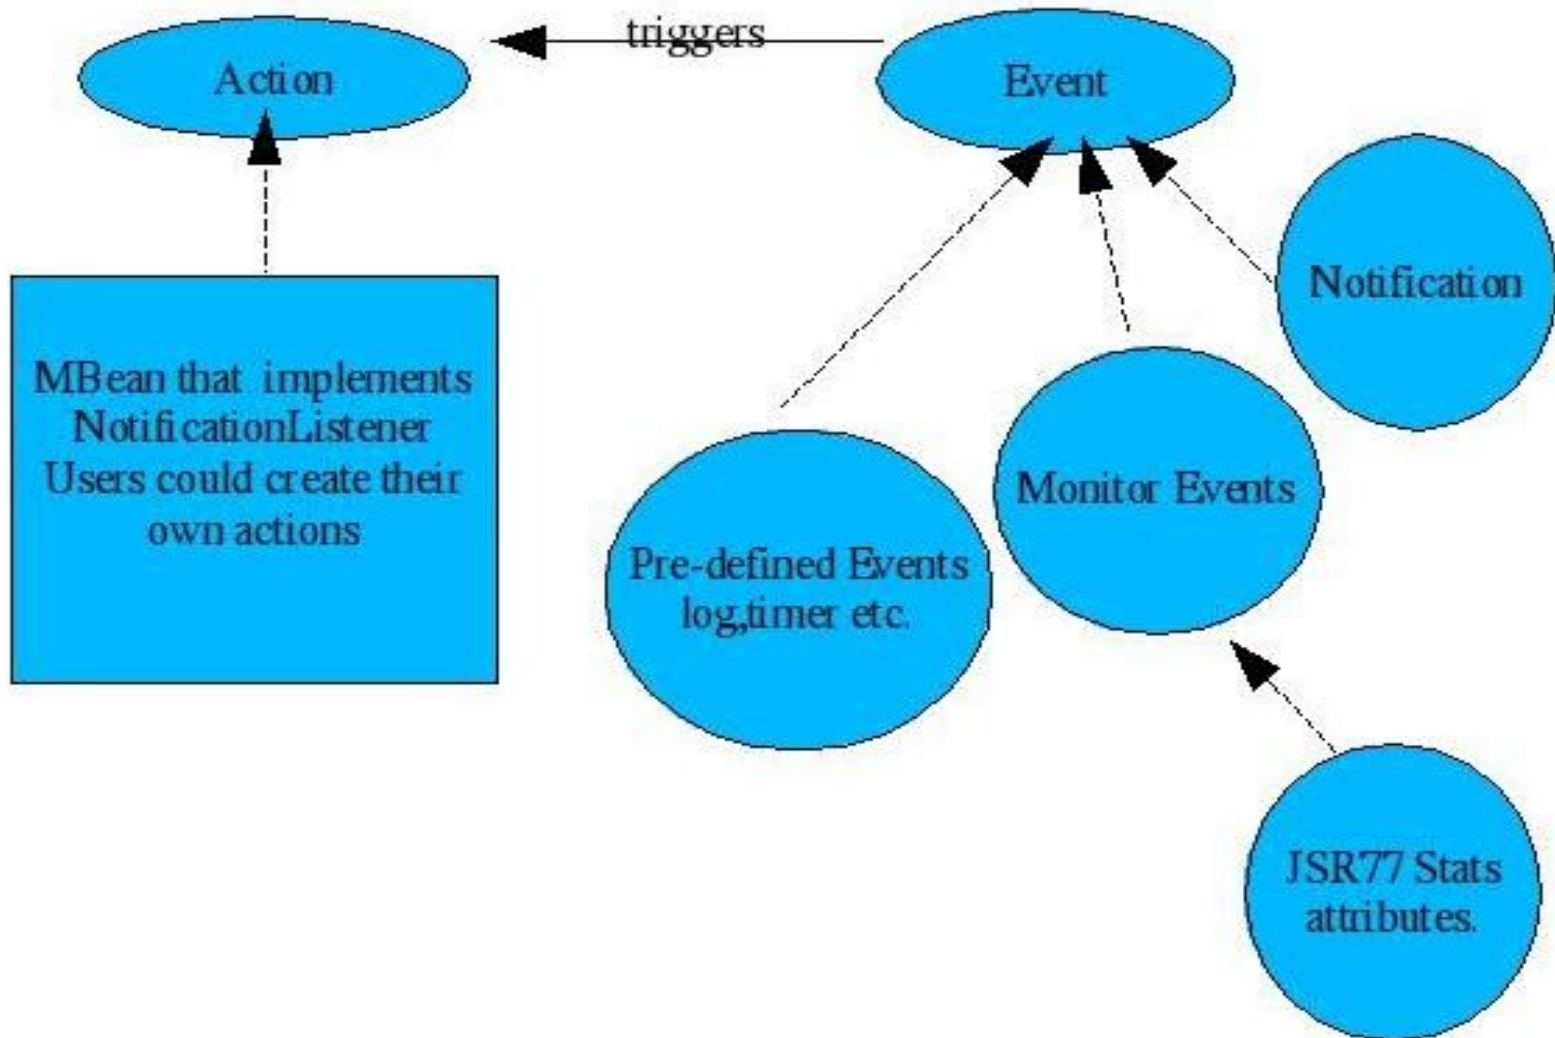 Action
triggers
Event
Notification
MBean that implements
NotificationListener
Users could create their
own actions
Monitor Events
Pre-defined Events
log,timer etc.
JSR77 Stats
attributes.